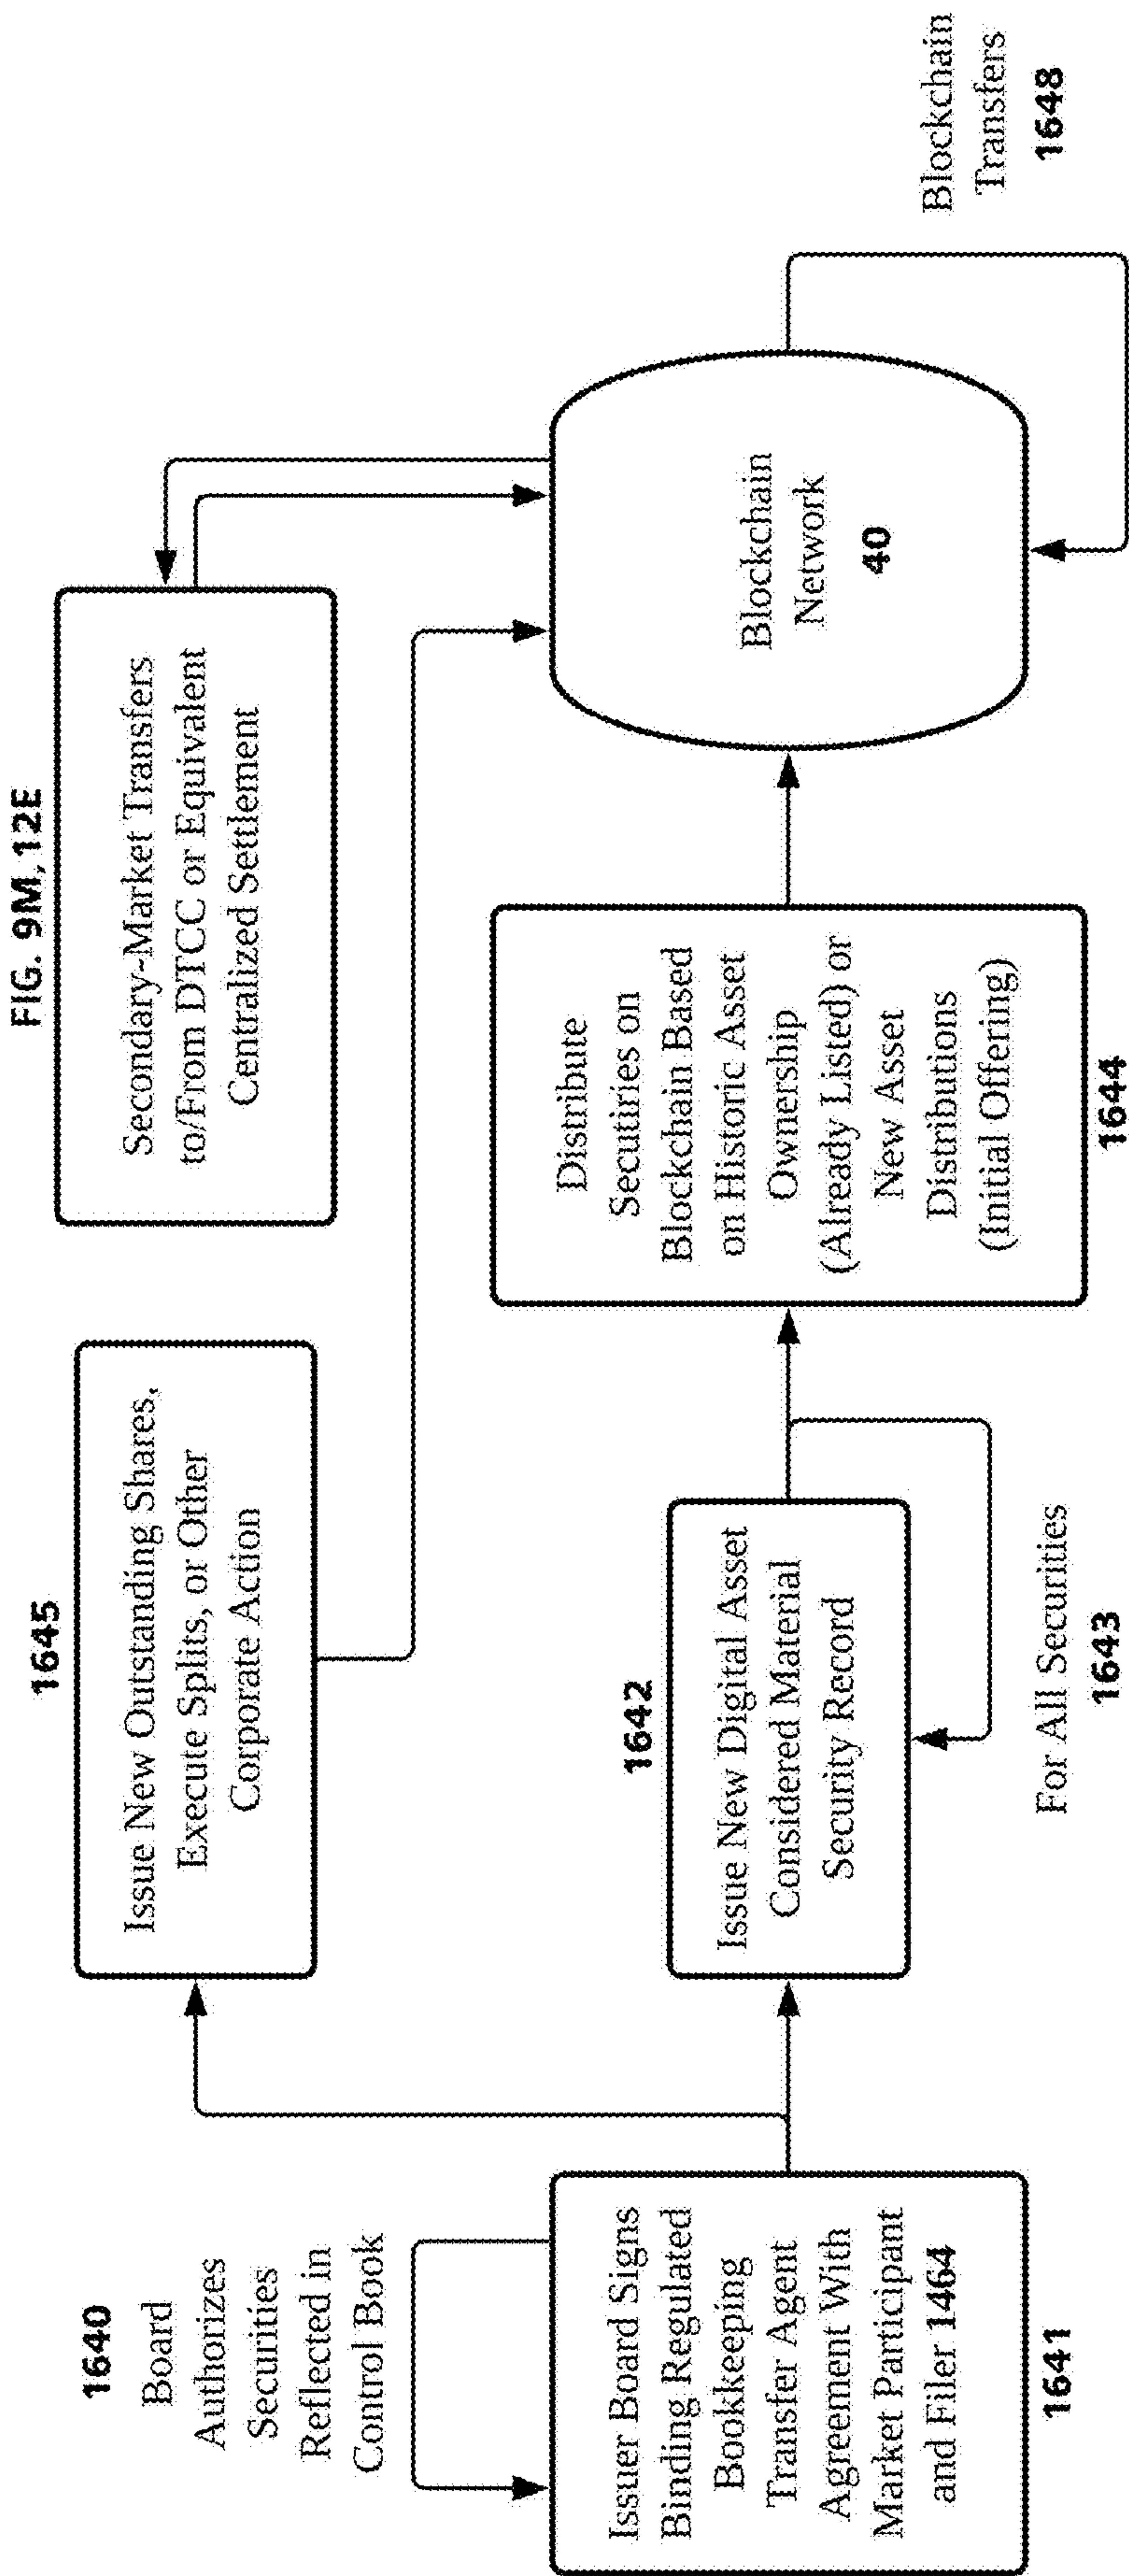 1640
Board
Authorizes
Securities
Reflected in
Control Book
Issuer Board Signs
Binding Regulated
Bookkeeping
Transfer Agent
Agreement With
Market Participant
and Filer 1464
1641
1645
Issue New Outstanding Shares,
Execute Splits, or Other
Corporate Action
1642
Issue New Digital Asset
Considered Material
Security Record
For All Securities
1643
FIG. 9M,12E
Secondary-Market Transfers
to/From DTCC or Equivalent
Centralized Settlement
Distribute
Secutiries on
Blockchain Based
on Historic Asset
Ownership
(Already Listed) or
New Asset
Distributions
(Initial Offering)
1644
Blockchain
Network
40
Blockchain
Transfers
1648